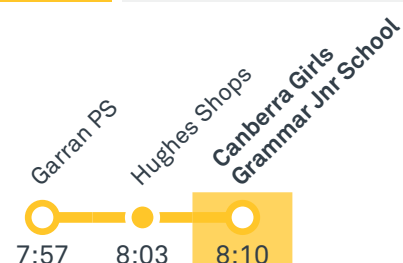 Garran PS
Hughes Shops
Canberra Girls
Grammar Jnr School
7:57
8:03
8:10